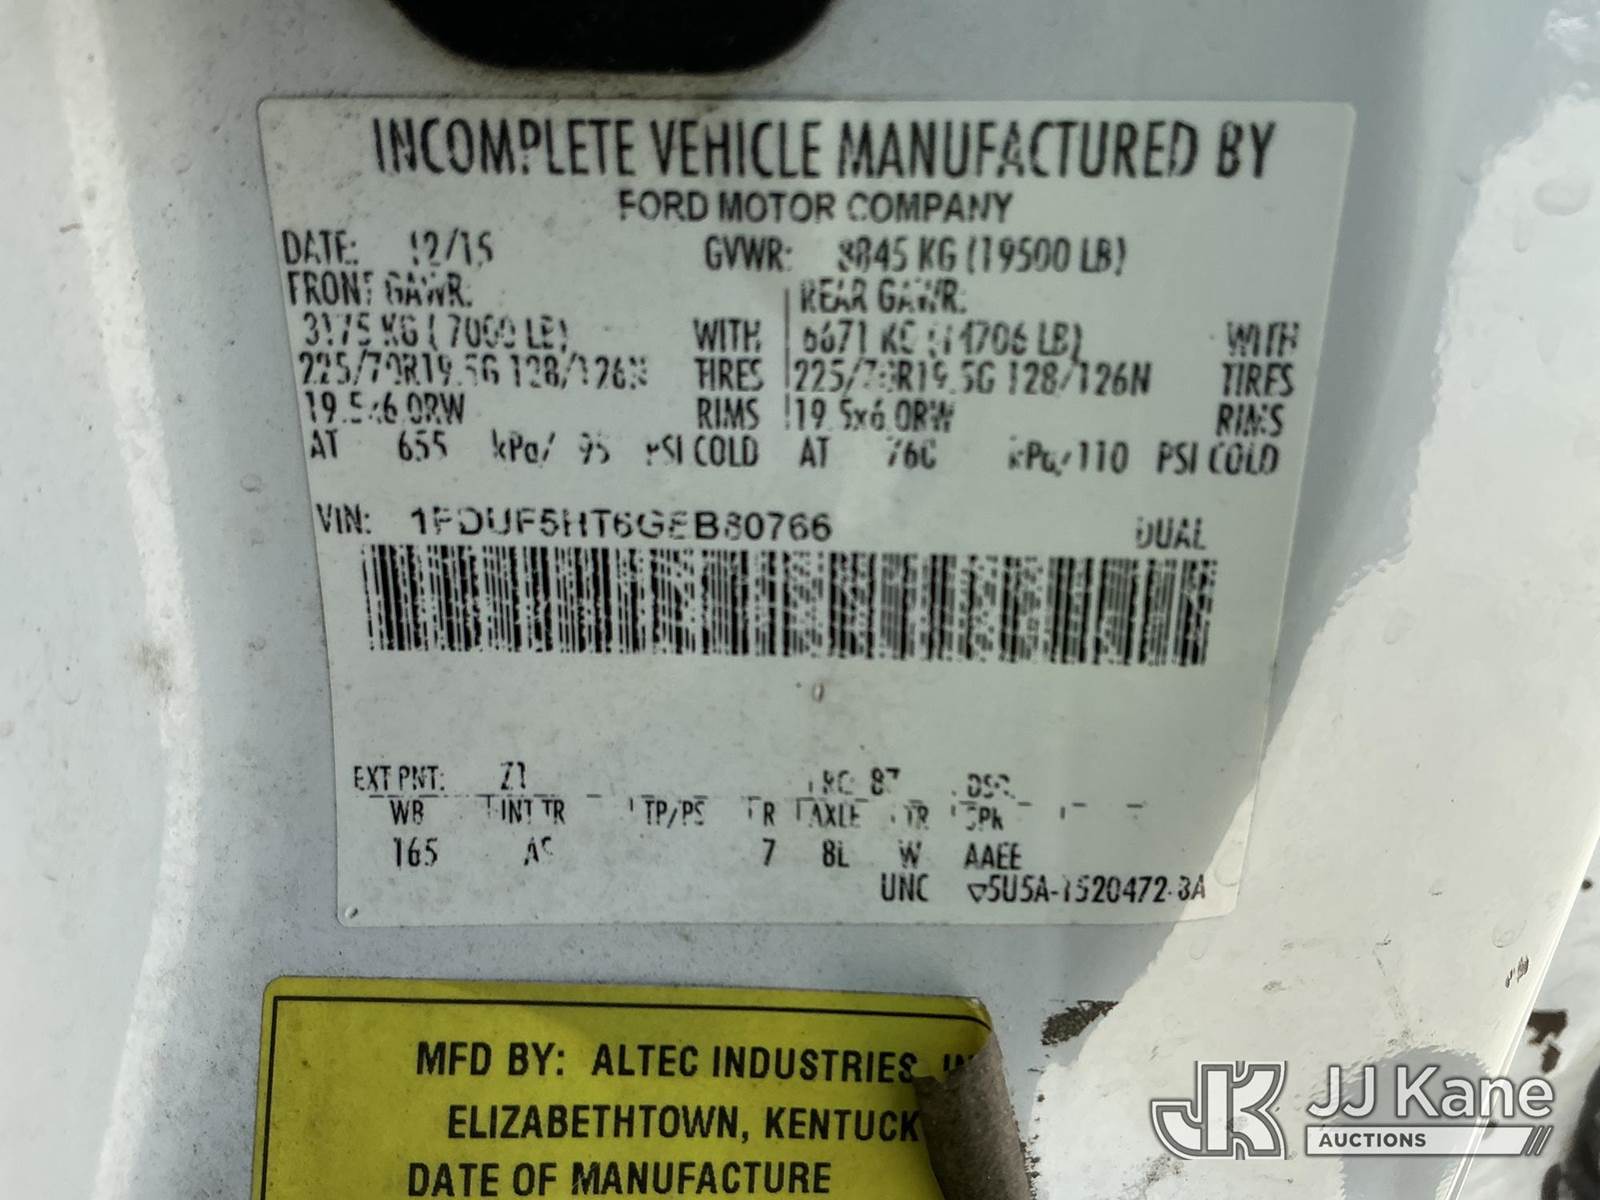 INCOMPLETE VEHICLE MANUFACTURED BY
FORD MOTOR COMPANY
DATE: 12/15 GVWR: 8845 KG (19500 LB)
FRONT GAWR: REAR GAWR:
3175 KG ( 7000 LB) WITH 6671 KG (14706 LB) WITH
225/70R19.5G 128/126N TIRES 225/70R19.5G 128/126N TIRES
19.5x6.0RW RIMS 19.5x6.0RW RIMS
AT 655 kPa/ 95 PSI COLD AT 760 kPa/110 PSI COLD
VIN: 1FDUF5HT6GEB80766 DUAL
EXT PNT: Z1 RC: 87 DSO:
WB INT TR TP/PS R AXLE TR SPR
165 AS 7 8L W AAEE
UNC ▽5U5A-1520472-BA
MFD BY: ALTEC INDUSTRIES,
ELIZABETHTOWN, KENTUCK
DATE OF MANUFACTURE
JJ Kane
AUCTIONS